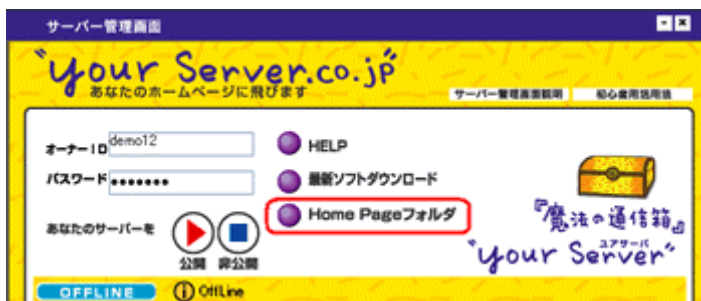 サーバー管理画面
"your Server.co.jp"
あなたのホームページに飛びます
サーバー管理画面説明 初心者用活用法
オーナーID demo12 HELP
パスワード ●●●●●●● 最新ソフトダウンロード
Home Pageフォルダ
あなたのサーバーを
公開 非公開
『魔法の通信箱』
ユアサーバ
"your Server"
OFFLINE OffLine